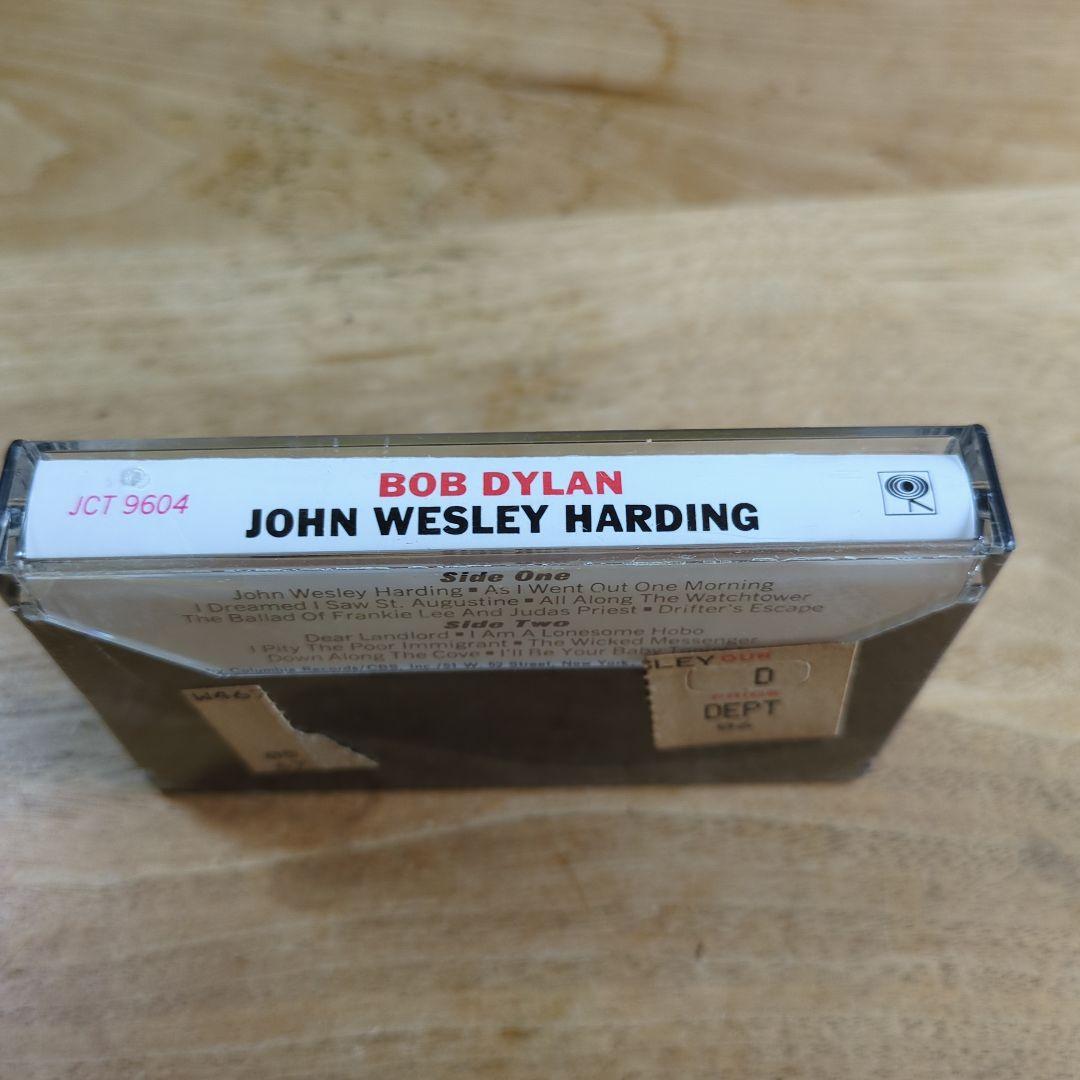 JCT 9604
BOB DYLAN
JOHN WESLEY HARDING
Side One
John Wesley Harding ▪ As I Went Out One Morning
I Dreamed I Saw St. Augustine ▪ All Along The Watchtower
The Ballad Of Frankie Lee And Judas Priest ▪ Drifter's Escape
Side Two
Dear Landlord ▪ I Am A Lonesome Hobo
I Pity The Poor Immigrant ▪ The Wicked Messenger
Down Along The Cove ▪ I'll Be Your Baby
by Columbia Records/CBS, Inc./51 W. 52 Street, New York
SLEY
D
DEPT
W46